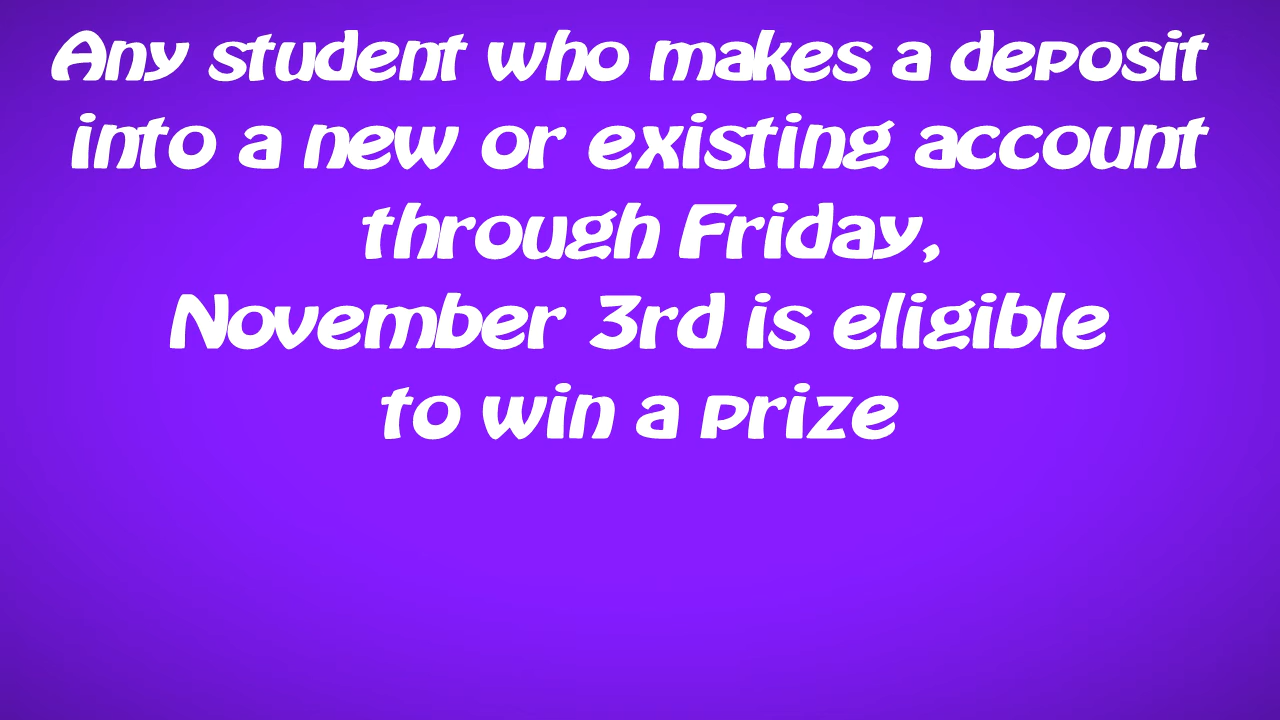 Any student who makes a deposit
into a new or existing account
through Friday,
November 3rd is eligible
to win a prize